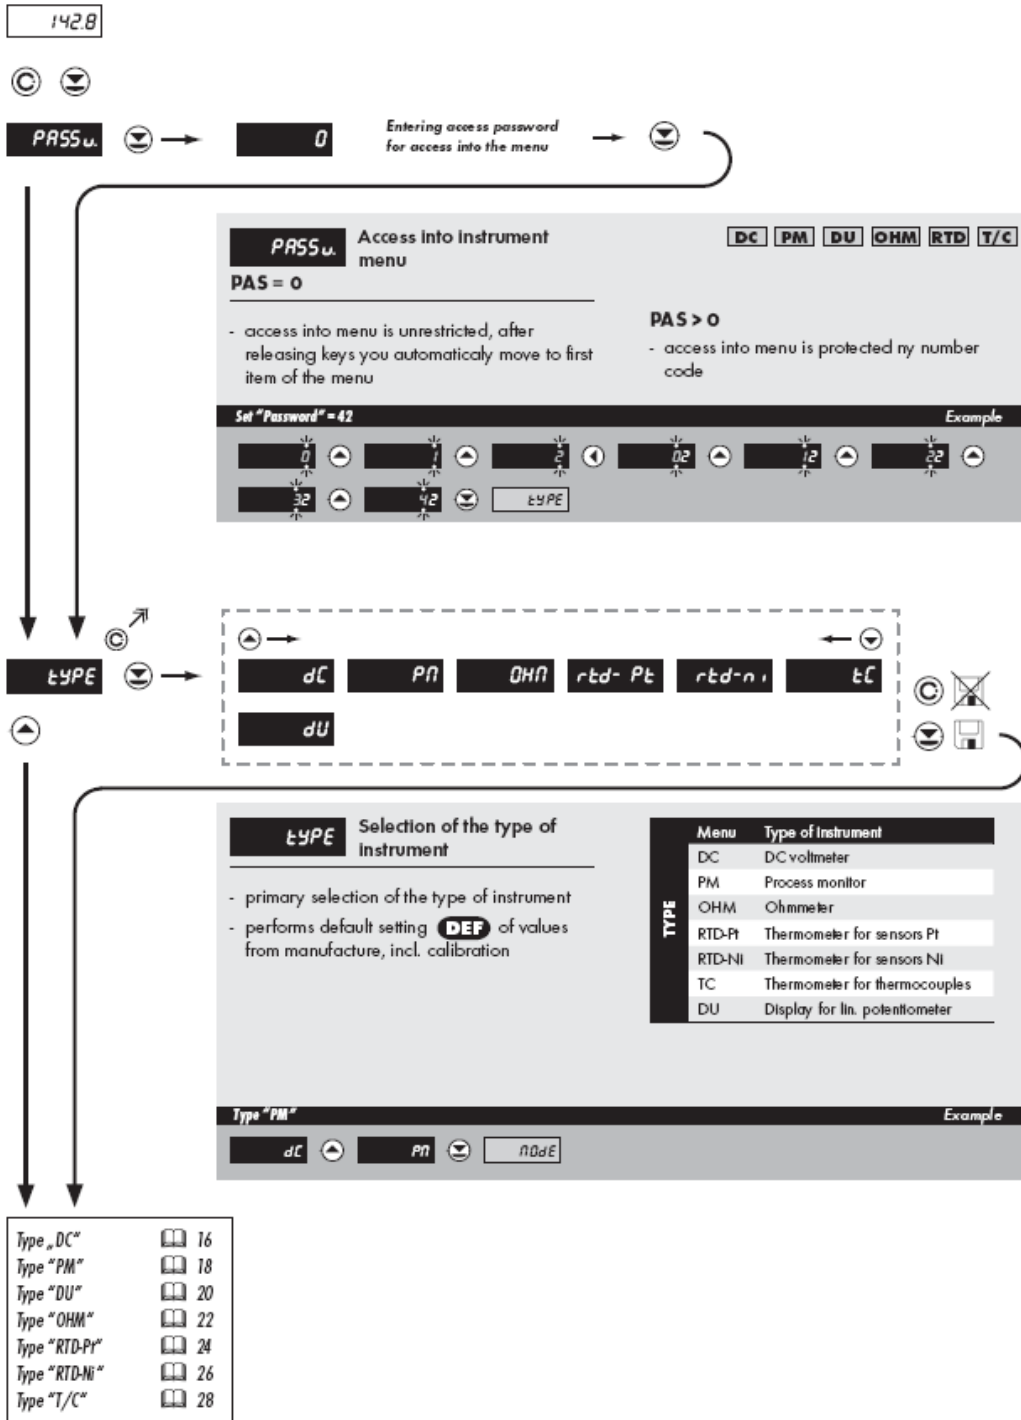 142.8
C
PASSw.
0
Entering access password
for access into the menu
PASSw.
Access into instrument
menu
DC PM DU OHM RTD T/C
PAS = 0
- access into menu is unrestricted, after
releasing keys you automaticaly move to first
item of the menu
PAS > 0
- access into menu is protected ny number
code
Set "Password" = 42
Example
0 1 2 02 12 22
32 42 tYPE
C
tYPE
dC PM OHM rtd- Pt rtd-ni tC
dU
C
tYPE
Selection of the type of
instrument
- primary selection of the type of instrument
- performs default setting DEF of values
from manufacture, incl. calibration
TYPE
Menu Type of Instrument
DC DC voltmeter
PM Process monitor
OHM Ohmmeter
RTD-Pt Thermometer for sensors Pt
RTD-Ni Thermometer for sensors Ni
TC Thermometer for thermocouples
DU Display for lin. potentiometer
Type "PM"
Example
dC PM MODE
Type „DC“ 16
Type "PM" 18
Type "DU" 20
Type "OHM" 22
Type "RTD-Pt" 24
Type "RTD-Ni" 26
Type "T/C" 28